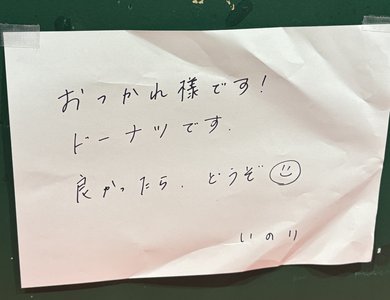 おつかれ様です!
ドーナツです.
良かったら、どうぞ
いのり